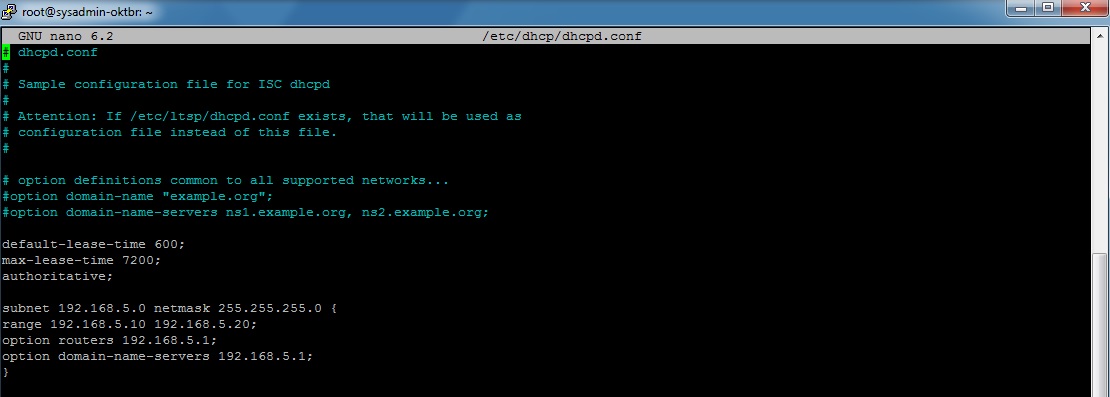 root@sysadmin-oktbr: ~
GNU nano 6.2 /etc/dhcp/dhcpd.conf
# dhcpd.conf
#
# Sample configuration file for ISC dhcpd
#
# Attention: If /etc/ltsp/dhcpd.conf exists, that will be used as
# configuration file instead of this file.
#
# option definitions common to all supported networks...
#option domain-name "example.org";
#option domain-name-servers ns1.example.org, ns2.example.org;
default-lease-time 600;
max-lease-time 7200;
authoritative;
subnet 192.168.5.0 netmask 255.255.255.0 {
range 192.168.5.10 192.168.5.20;
option routers 192.168.5.1;
option domain-name-servers 192.168.5.1;
}